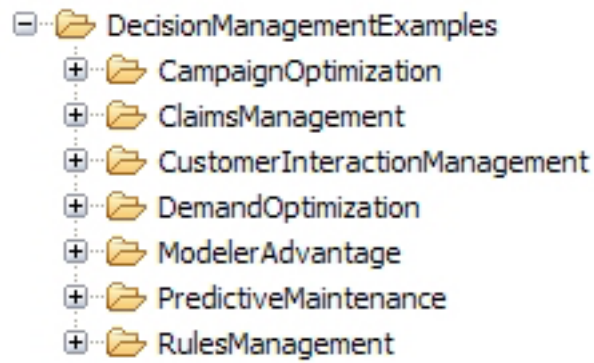 DecisionManagementExamples
CampaignOptimization
ClaimsManagement
CustomerInteractionManagement
DemandOptimization
ModelerAdvantage
PredictiveMaintenance
RulesManagement